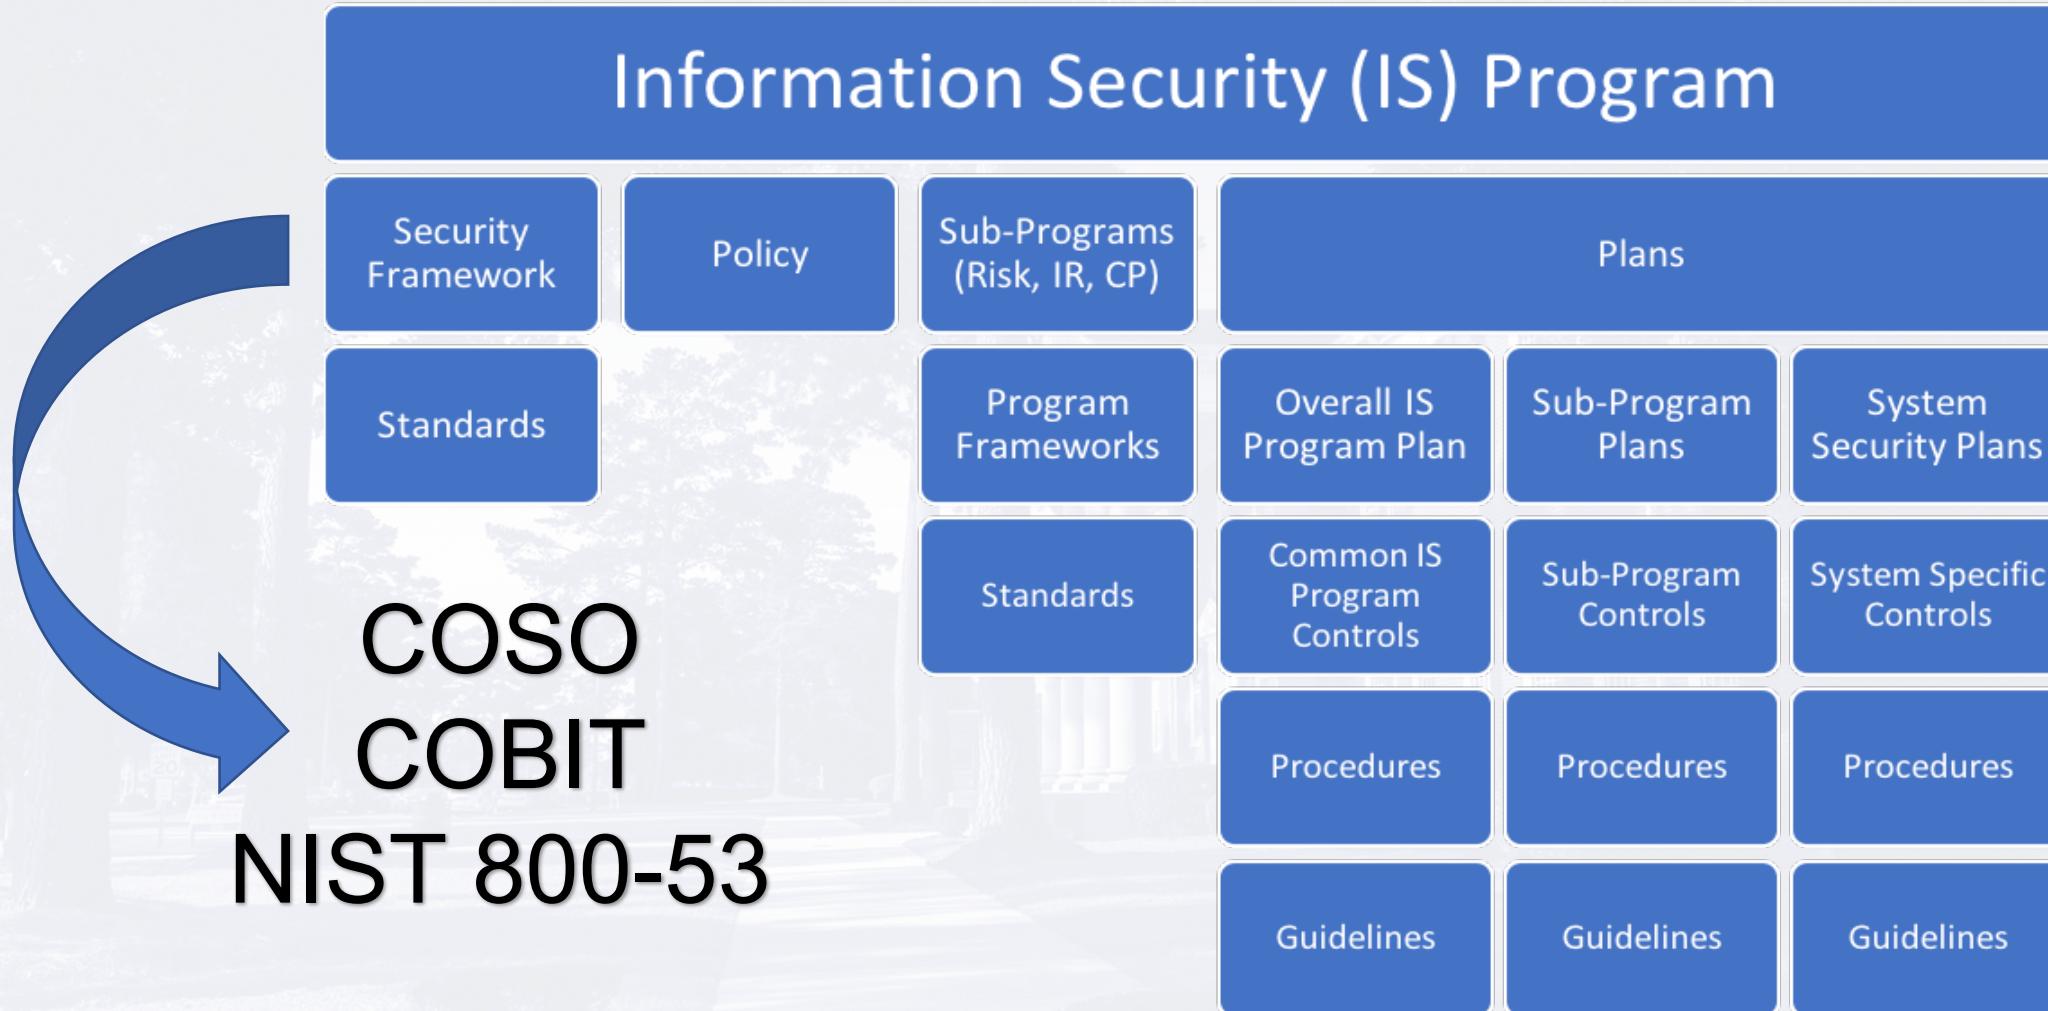 Information Security (IS) Program
Security
Framework
Policy
Sub-Programs
(Risk, IR, CP)
Plans
Standards
Program
Frameworks
Overall IS
Program Plan
Sub-Program
Plans
System
Security Plans
Standards
Common IS
Program
Controls
Sub-Program
Controls
System Specific
Controls
COSO
COBIT
NIST 800-53
Procedures
Procedures
Procedures
Guidelines
Guidelines
Guidelines